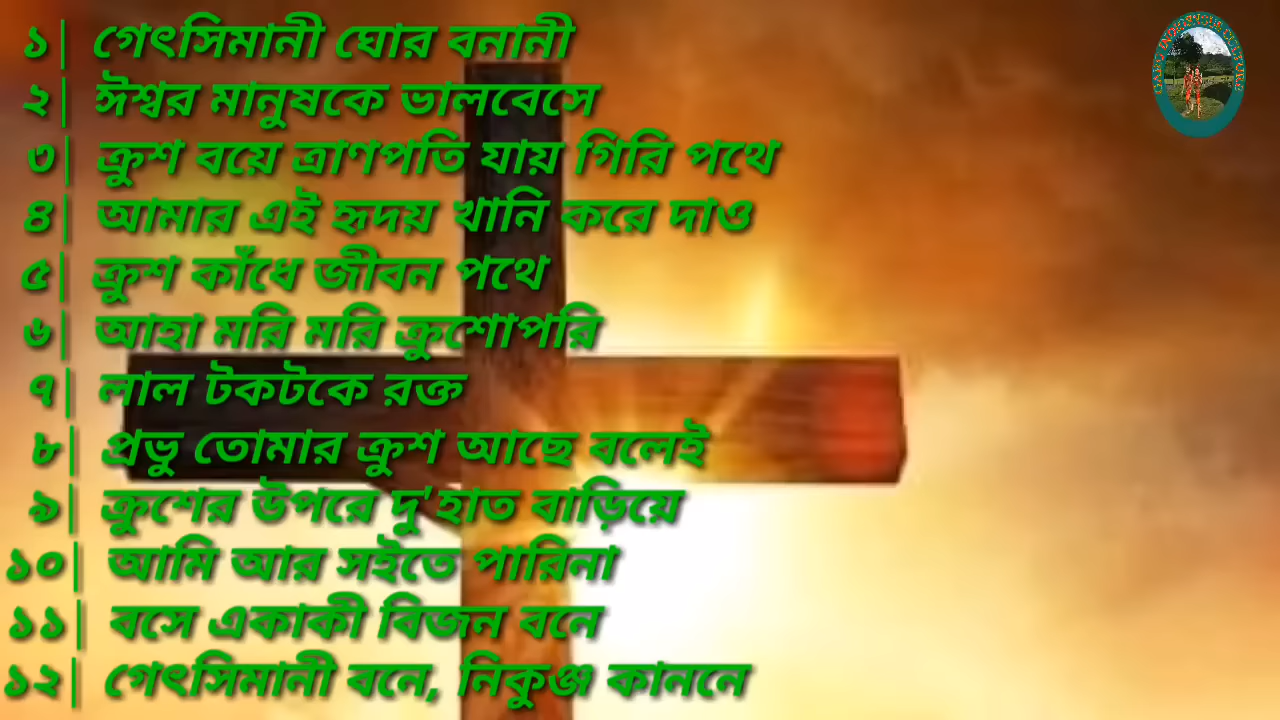 ১| গেৎসিমানী ঘোর বনানী
২| ঈশ্বর মানুষকে ভালবেসে
৩| ক্রুশ বয়ে ত্রাণপতি যায় গিরি পথে
৪| আমার এই হৃদয় খানি করে দাও
৫| ক্রুশ কাঁধে জীবন পথে
৬| আহা মরি মরি ক্রুশোপরি
৭| লাল টকটকে রক্ত
৮| প্রভু তোমার ক্রুশ আছে বলেই
৯| ক্রুশের উপরে দু'হাত বাড়িয়ে
১০| আমি আর সইতে পারিনা
১১| বসে একাকী বিজন বনে
১২| গেৎসিমানী বনে, নিকুঞ্জ কাননে